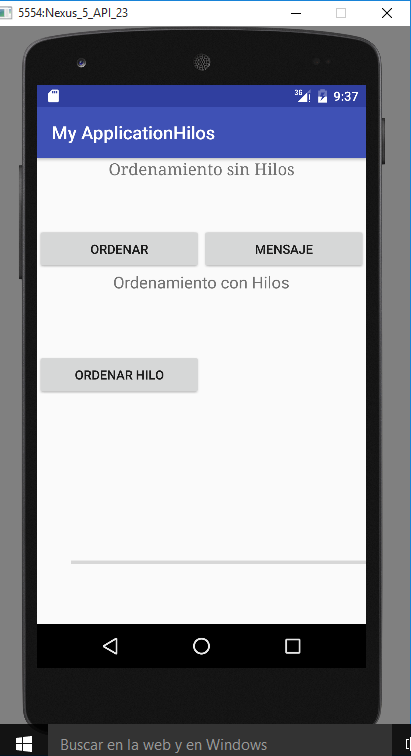 5554:Nexus_5_API_23
3G 9:37
My ApplicationHilos
Ordenamiento sin Hilos
ORDENAR MENSAJE
Ordenamiento con Hilos
ORDENAR HILO
Buscar en la web y en Windows